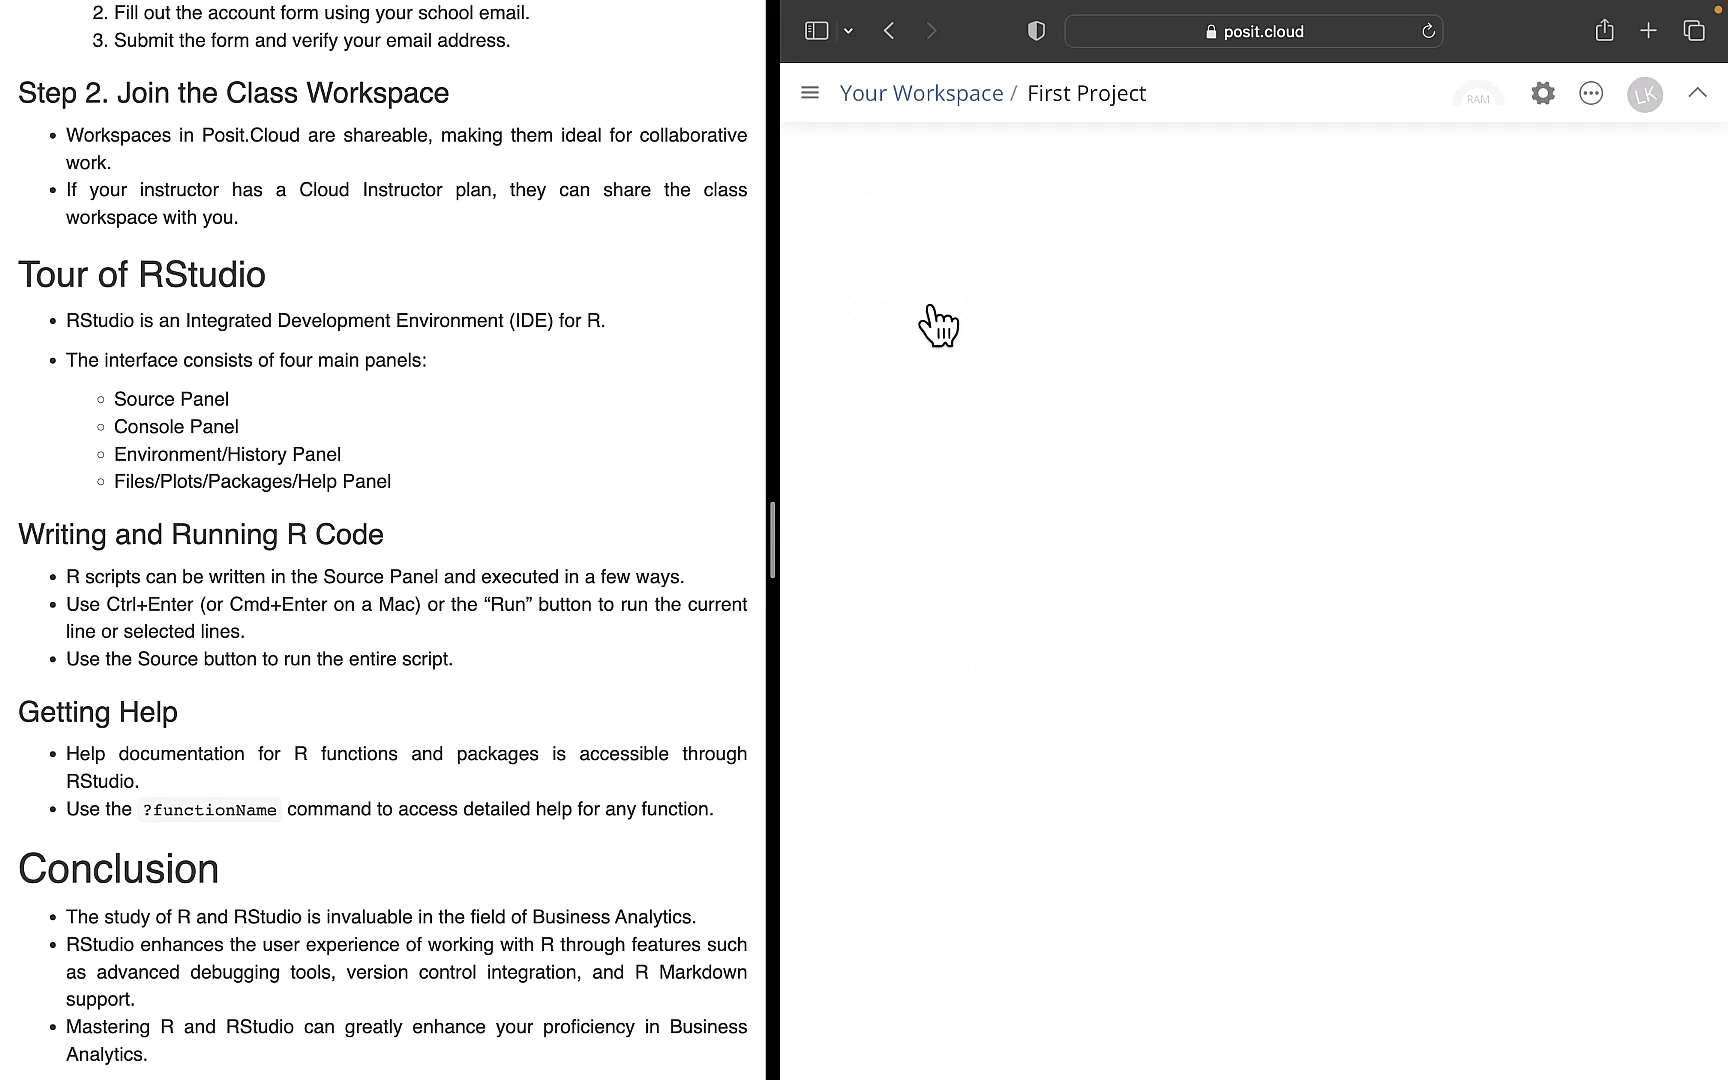 2. Fill out the account form using your school email.
3. Submit the form and verify your email address.
Step 2. Join the Class Workspace
• Workspaces in Posit.Cloud are shareable, making them ideal for collaborative
work.
• If your instructor has a Cloud Instructor plan, they can share the class
workspace with you.
Tour of RStudio
• RStudio is an Integrated Development Environment (IDE) for R.
• The interface consists of four main panels:
◦ Source Panel
◦ Console Panel
◦ Environment/History Panel
◦ Files/Plots/Packages/Help Panel
Writing and Running R Code
• R scripts can be written in the Source Panel and executed in a few ways.
• Use Ctrl+Enter (or Cmd+Enter on a Mac) or the “Run” button to run the current
line or selected lines.
• Use the Source button to run the entire script.
Getting Help
• Help documentation for R functions and packages is accessible through
RStudio.
• Use the ?functionName command to access detailed help for any function.
Conclusion
• The study of R and RStudio is invaluable in the field of Business Analytics.
• RStudio enhances the user experience of working with R through features such
as advanced debugging tools, version control integration, and R Markdown
support.
• Mastering R and RStudio can greatly enhance your proficiency in Business
Analytics.
posit.cloud
Your Workspace / First Project
RAM
LK